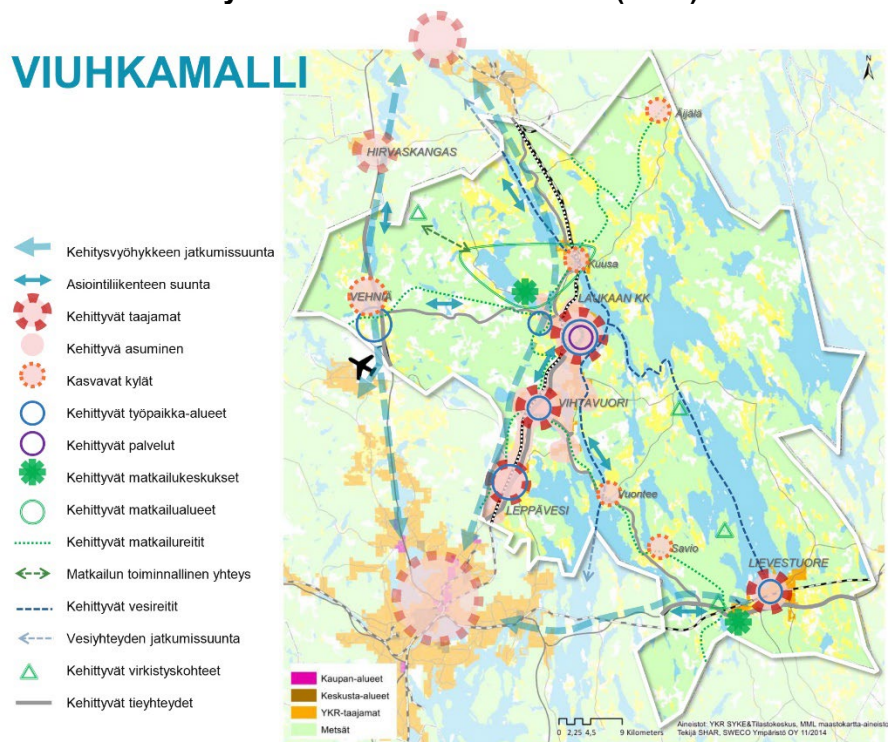 VIUHKAMALLI
N
Äijälä
HIRVASKANGAS
Kuusa
VEHNIÄ
LAUKAAN KK
VIHTAVUORI
LEPPÄVESI
Vuontee
Savio
LIEVESTUORE
Kehitysvyöhykkeen jatkumissuunta
Asiointiliikenteen suunta
Kehittyvät taajamat
Kehittyvä asuminen
Kasvavat kylät
Kehittyvät työpaikka-alueet
Kehittyvät palvelut
Kehittyvät matkailukeskukset
Kehittyvät matkailualueet
Kehittyvät matkailureitit
Matkailun toiminnallinen yhteys
Kehittyvät vesireitit
Vesiyhteyden jatkumissuunta
Kehittyvät virkistyskohteet
Kehittyvät tieyhteydet
Kaupan-alueet
Keskusta-alueet
YKR-taajamat
Metsät
0 2,25 4,5 9 Kilometers
Aineistot: YKR SYKE&Tilastokeskus, MML maastokartta-aineisto
Tekijä SHAR, SWECO Ympäristö OY 11/2014